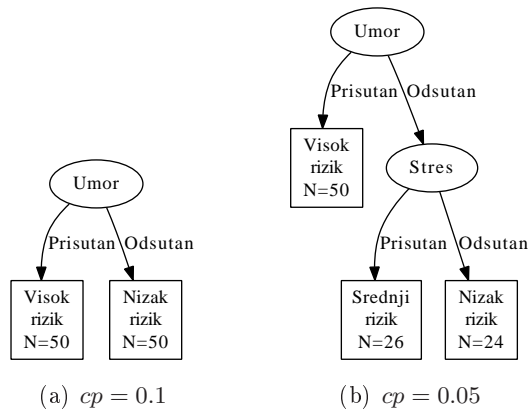 Umor
Prisutan Odsutan
Visok
rizik
N=50
Nizak
rizik
N=50
(a) cp = 0.1
Umor
Prisutan Odsutan
Visok
rizik
N=50
Stres
Prisutan Odsutan
Srednji
rizik
N=26
Nizak
rizik
N=24
(b) cp = 0.05